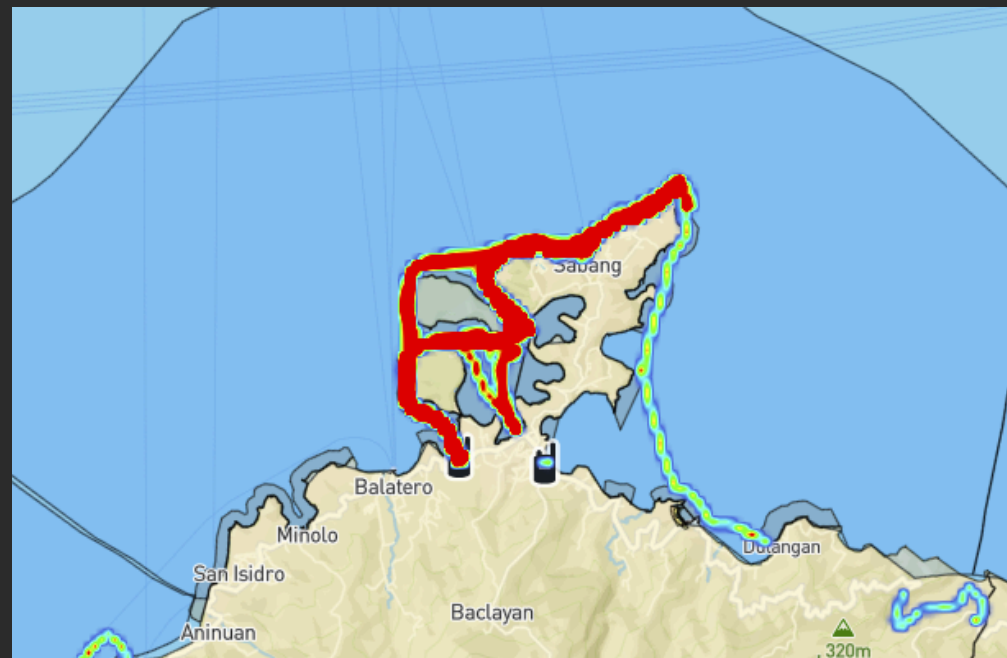 Sabang
Balatero
Minolo
Dulangan
San Isidro
Baclayan
Aninuan
320m